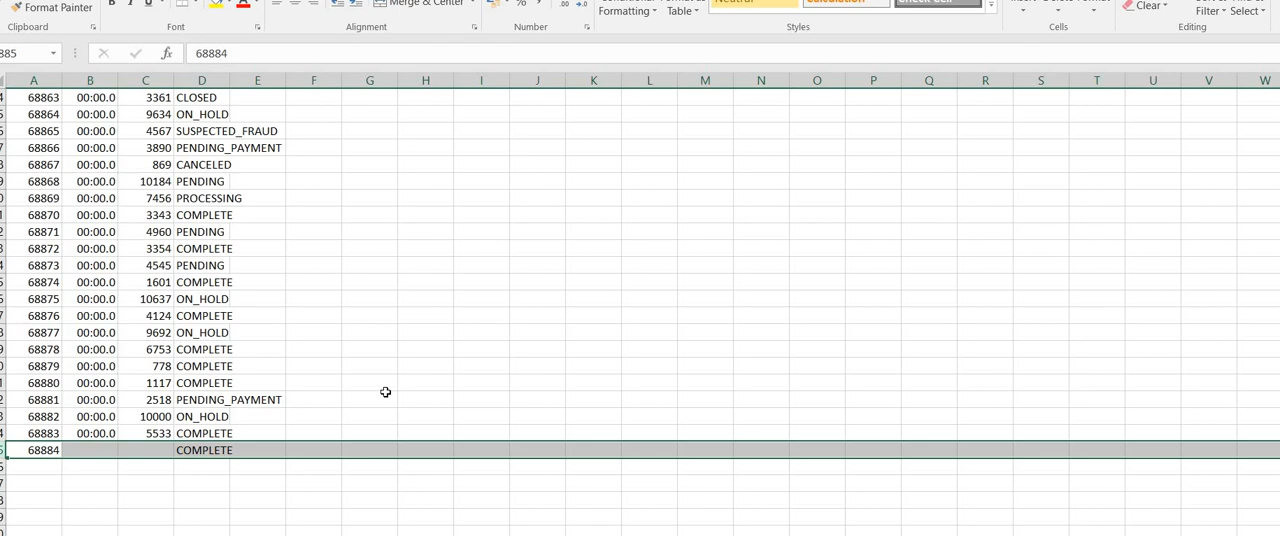 Format Painter
B I U
Merge & Center
$ % ,
Formatting Table
Neutral Calculation Check Cell
Clear
Filter Select
Clipboard Font Alignment Number Styles Cells Editing
fx 68884
A B C D E F G H I J K L M N O P Q R S T U V W
68863 00:00.0 3361 CLOSED
68864 00:00.0 9634 ON_HOLD
68865 00:00.0 4567 SUSPECTED_FRAUD
68866 00:00.0 3890 PENDING_PAYMENT
68867 00:00.0 869 CANCELED
68868 00:00.0 10184 PENDING
68869 00:00.0 7456 PROCESSING
68870 00:00.0 3343 COMPLETE
68871 00:00.0 4960 PENDING
68872 00:00.0 3354 COMPLETE
68873 00:00.0 4545 PENDING
68874 00:00.0 1601 COMPLETE
68875 00:00.0 10637 ON_HOLD
68876 00:00.0 4124 COMPLETE
68877 00:00.0 9692 ON_HOLD
68878 00:00.0 6753 COMPLETE
68879 00:00.0 778 COMPLETE
68880 00:00.0 1117 COMPLETE
68881 00:00.0 2518 PENDING_PAYMENT
68882 00:00.0 10000 ON_HOLD
68883 00:00.0 5533 COMPLETE
68884 COMPLETE